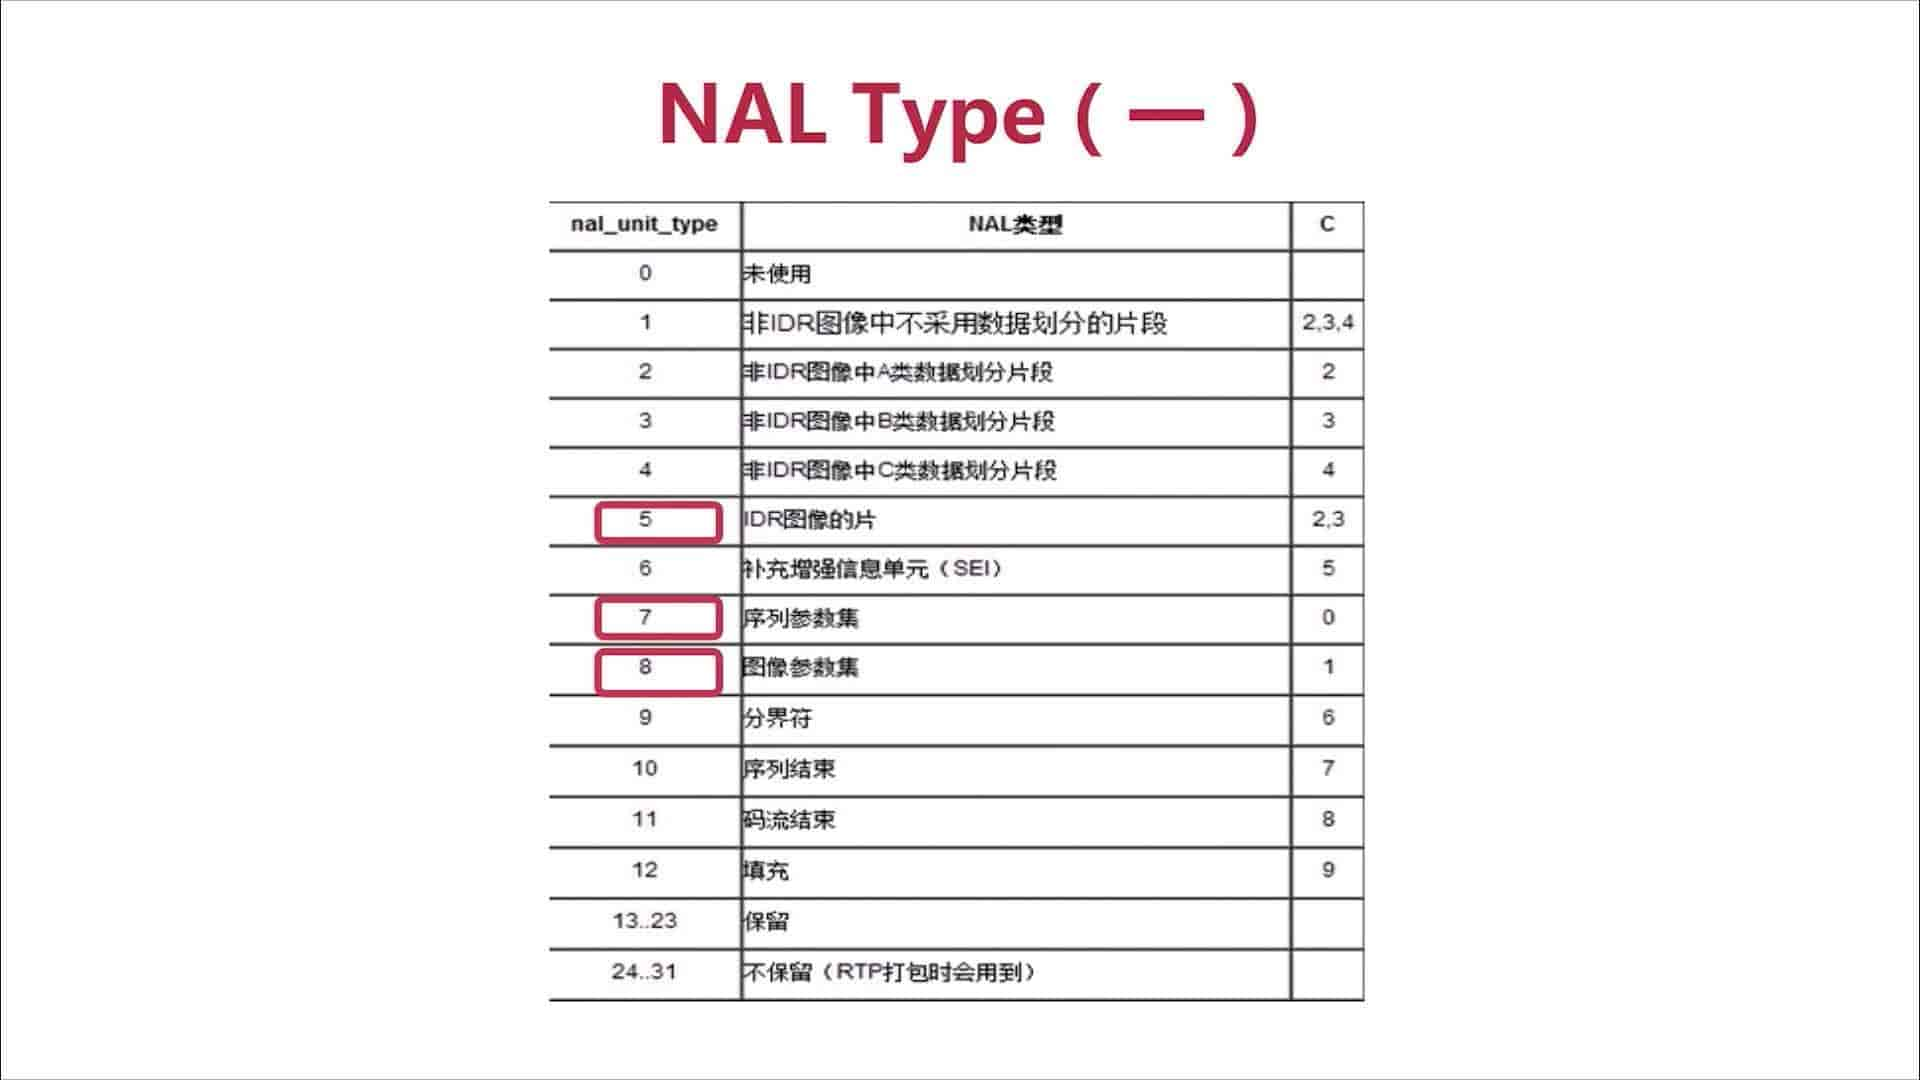 NAL Type ( 一 )
nal_unit_type NAL类型 C
0 未使用
1 非IDR图像中不采用数据划分的片段 2,3,4
2 非IDR图像中A类数据划分片段 2
3 非IDR图像中B类数据划分片段 3
4 非IDR图像中C类数据划分片段 4
5 IDR图像的片 2,3
6 补充增强信息单元（SEI） 5
7 序列参数集 0
8 图像参数集 1
9 分界符 6
10 序列结束 7
11 码流结束 8
12 填充 9
13..23 保留
24..31 不保留（RTP打包时会用到）